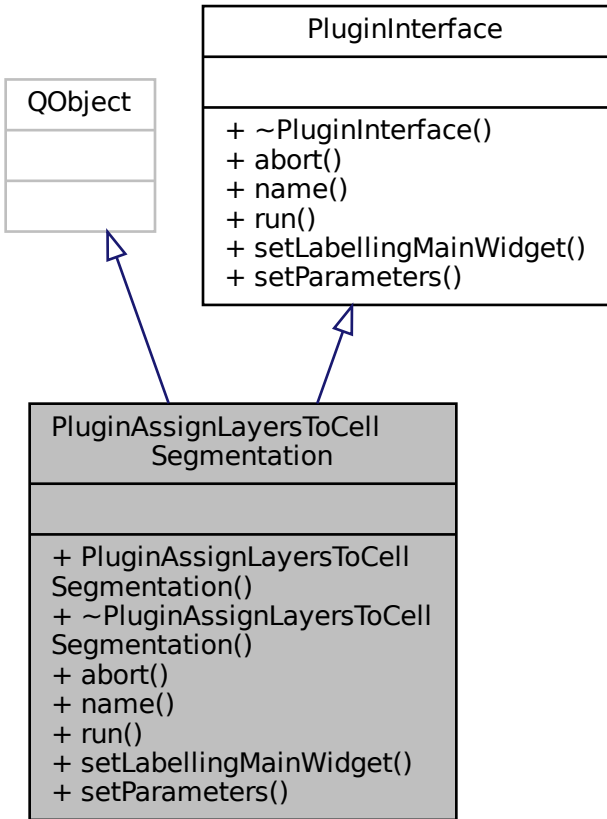 PluginInterface
+ ~PluginInterface()
+ abort()
+ name()
+ run()
+ setLabellingMainWidget()
+ setParameters()
QObject
PluginAssignLayersToCell
Segmentation
+ PluginAssignLayersToCell
Segmentation()
+ ~PluginAssignLayersToCell
Segmentation()
+ abort()
+ name()
+ run()
+ setLabellingMainWidget()
+ setParameters()